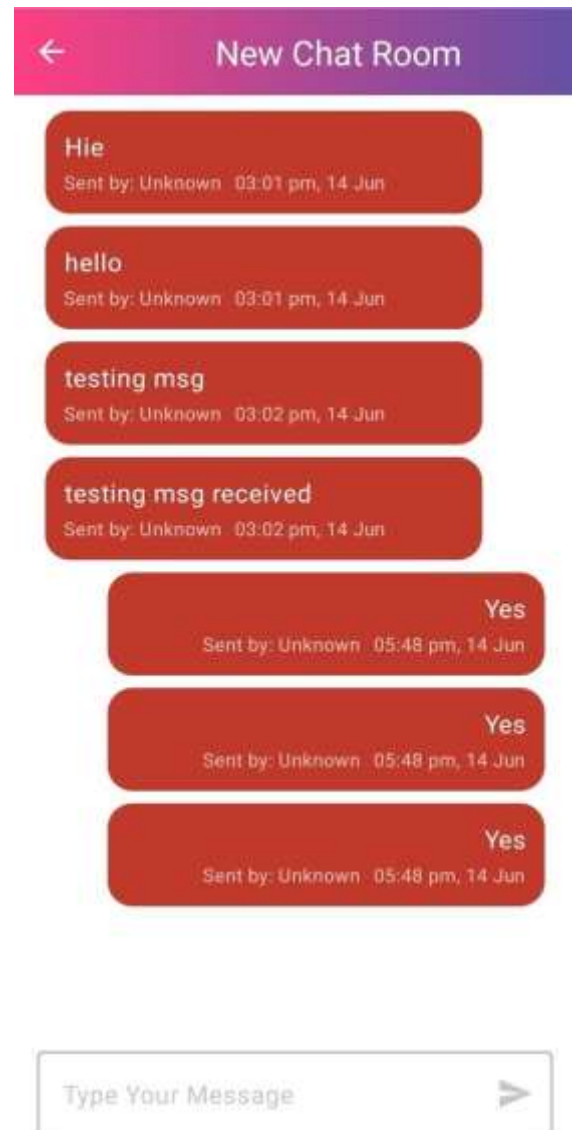 New Chat Room
Hie
Sent by: Unknown 03:01 pm, 14 Jun
hello
Sent by: Unknown 03:01 pm, 14 Jun
testing msg
Sent by: Unknown 03:02 pm, 14 Jun
testing msg received
Sent by: Unknown 03:02 pm, 14 Jun
Yes
Sent by: Unknown 05:48 pm, 14 Jun
Yes
Sent by: Unknown 05:48 pm, 14 Jun
Yes
Sent by: Unknown 05:48 pm, 14 Jun
Type Your Message